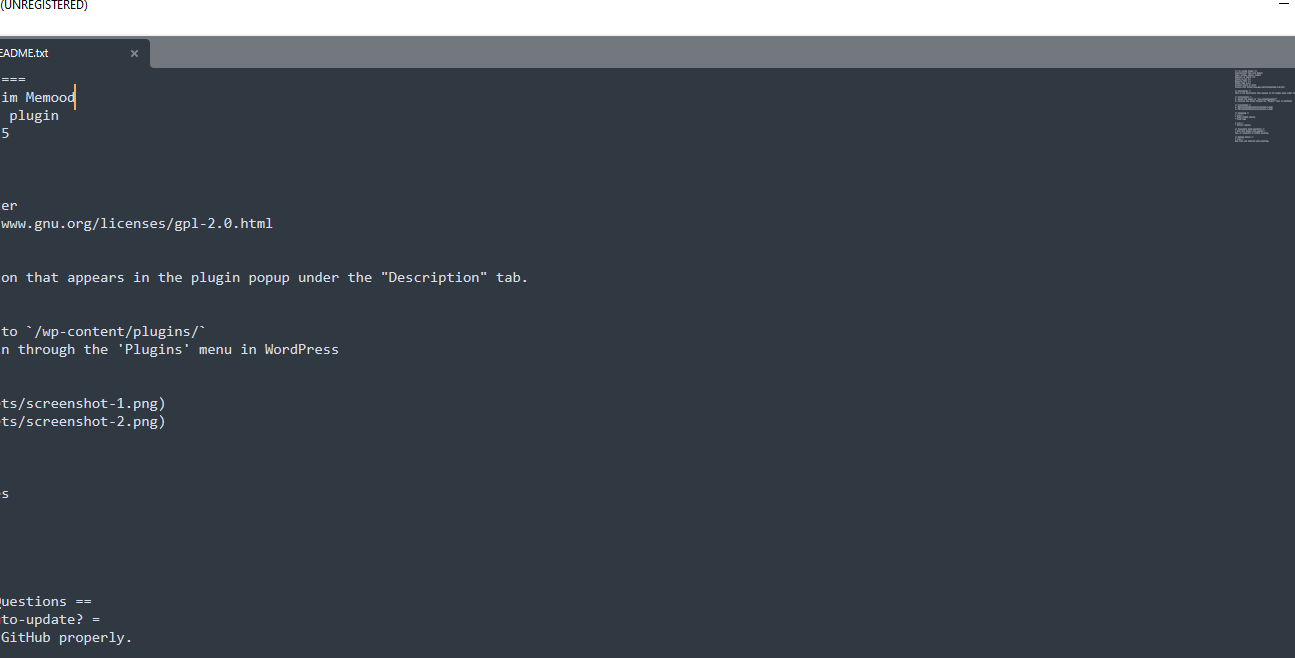 (UNREGISTERED)
EADME.txt
===
im Memood
plugin
5
er
www.gnu.org/licenses/gpl-2.0.html
on that appears in the plugin popup under the "Description" tab.
to `/wp-content/plugins/`
n through the 'Plugins' menu in WordPress
ts/screenshot-1.png)
ts/screenshot-2.png)
s
Questions ==
to-update? =
GitHub properly.